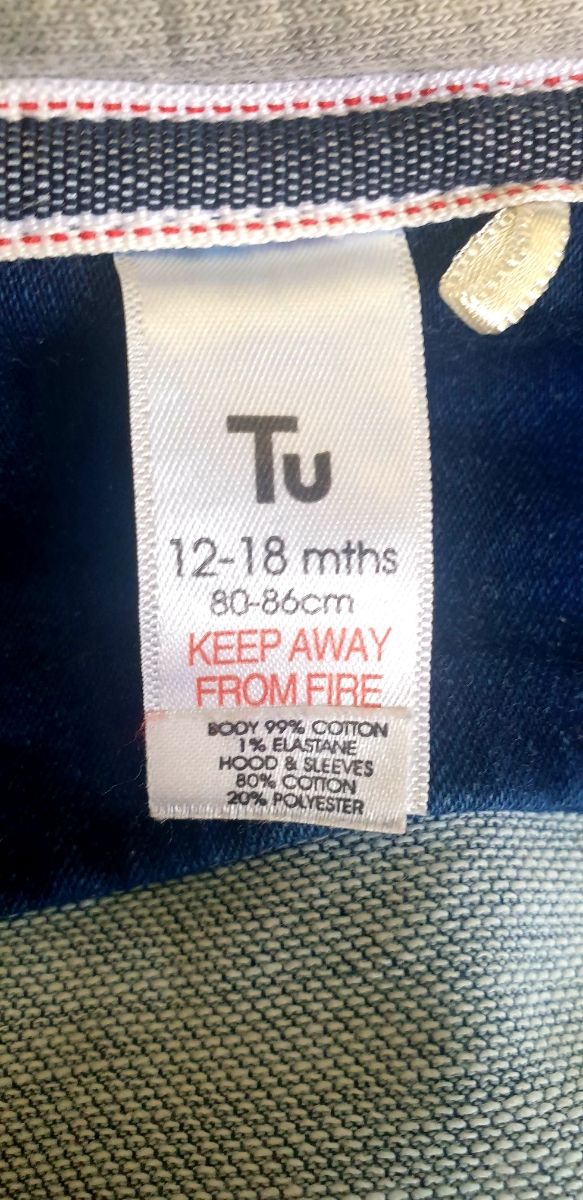 Tu
12-18 mths
80-86cm
KEEP AWAY
FROM FIRE
BODY 99% COTTON
1% ELASTANE
HOOD & SLEEVES
80% COTTON
20% POLYESTER